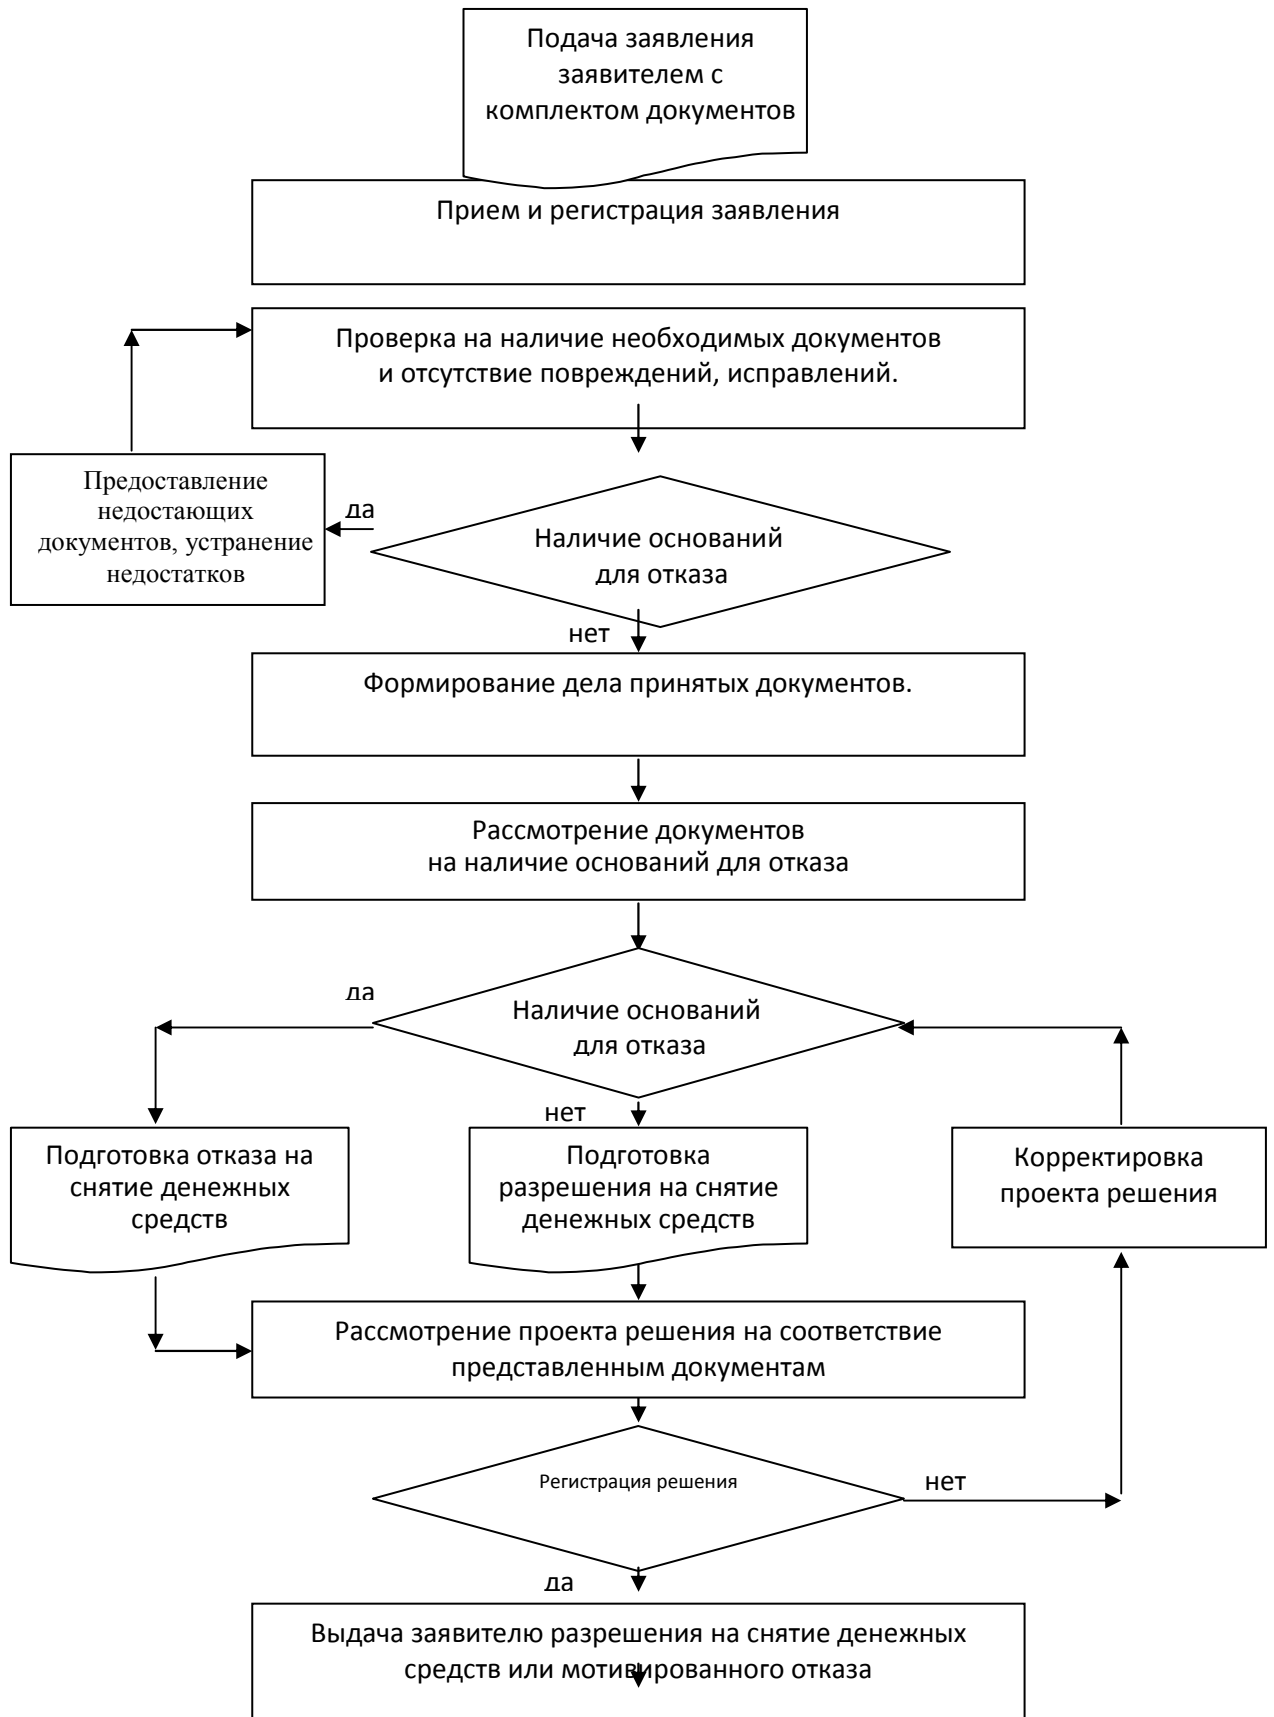 Подача заявления
заявителем с
комплектом документов
Прием и регистрация заявления
Проверка на наличие необходимых документов
и отсутствие повреждений, исправлений.
Предоставление
недостающих
документов, устранение
недостатков
да
Наличие оснований
для отказа
нет
Формирование дела принятых документов.
Рассмотрение документов
на наличие оснований для отказа
да
Наличие оснований
для отказа
нет
Подготовка отказа на
снятие денежных
средств
Подготовка
разрешения на снятие
денежных средств
Корректировка
проекта решения
Рассмотрение проекта решения на соответствие
представленным документам
Регистрация решения
нет
да
Выдача заявителю разрешения на снятие денежных
средств или мотивированного отказа